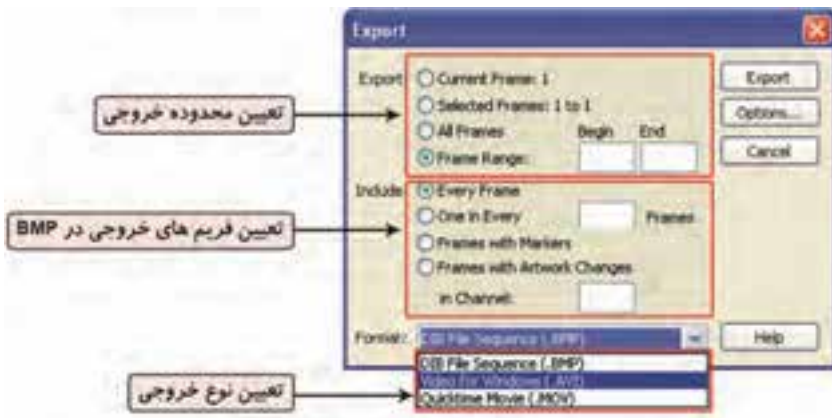 Export
Export
Current Frame: 1
Selected Frames: 1 to 1
All Frames
Begin
End
Frame Range:
Export
Options...
Cancel
تعیین محدوده خروجی
Include
Every Frame
One in Every
Frames
Frames with Markers
Frames with Artwork Changes
in Channel:
تعیین فریم های خروجی در BMP
Format:
DIB File Sequence (.BMP)
Help
DIB File Sequence (.BMP)
Video for Windows (.AVI)
Quicktime Movie (.MOV)
تعیین نوع خروجی